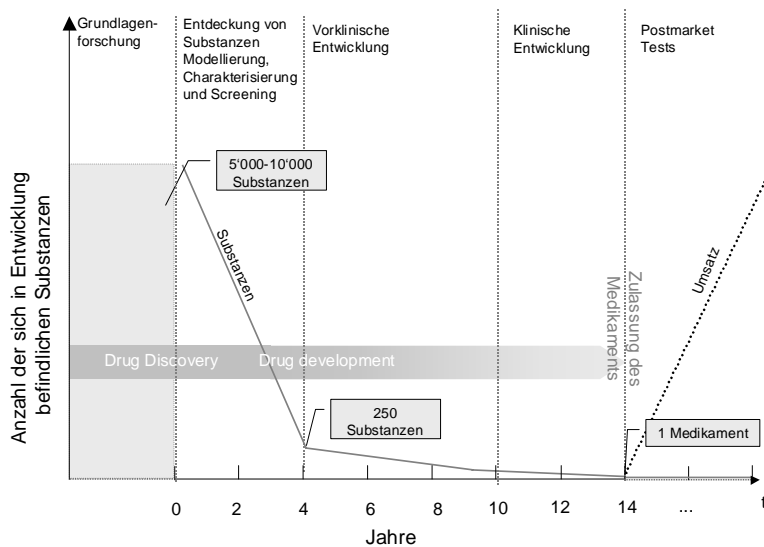 Grundlagen-
forschung
Entdeckung von
Substanzen
Modellierung,
Charakterisierung
und Screening
Vorklinische
Entwicklung
Klinische
Entwicklung
Postmarket
Tests
Anzahl der sich in Entwicklung
befindlichen Substanzen
5'000-10'000
Substanzen
Substanzen
Drug Discovery
Drug development
Zulassung des
Medikaments
Umsatz
250
Substanzen
1 Medikament
0 2 4 6 8 10 12 14 ... t
Jahre